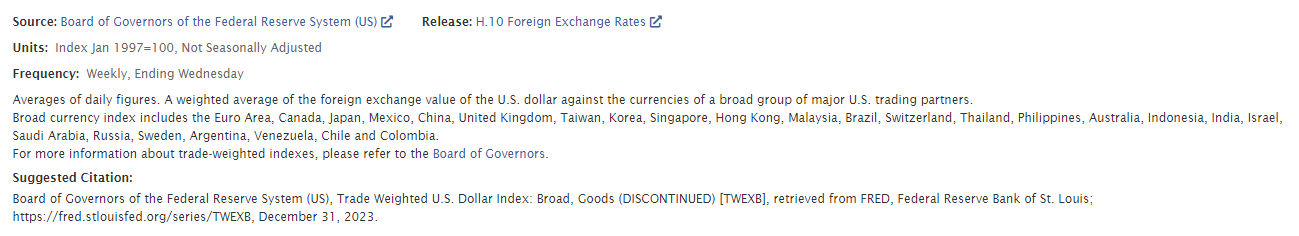 Source: Board of Governors of the Federal Reserve System (US) Release: H.10 Foreign Exchange Rates
Units: Index Jan 1997=100, Not Seasonally Adjusted
Frequency: Weekly, Ending Wednesday
Averages of daily figures. A weighted average of the foreign exchange value of the U.S. dollar against the currencies of a broad group of major U.S. trading partners.
Broad currency index includes the Euro Area, Canada, Japan, Mexico, China, United Kingdom, Taiwan, Korea, Singapore, Hong Kong, Malaysia, Brazil, Switzerland, Thailand, Philippines, Australia, Indonesia, India, Israel,
Saudi Arabia, Russia, Sweden, Argentina, Venezuela, Chile and Colombia.
For more information about trade-weighted indexes, please refer to the Board of Governors.
Suggested Citation:
Board of Governors of the Federal Reserve System (US), Trade Weighted U.S. Dollar Index: Broad, Goods (DISCONTINUED) [TWEXB], retrieved from FRED, Federal Reserve Bank of St. Louis;
https://fred.stlouisfed.org/series/TWEXB, December 31, 2023.